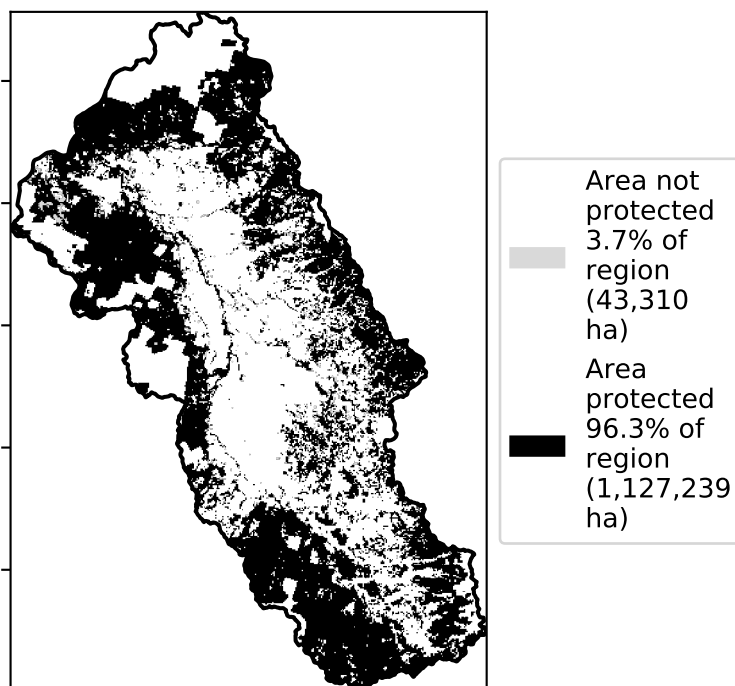 Area not
protected
3.7% of
region
(43,310
ha)
Area
protected
96.3% of
region
(1,127,239
ha)